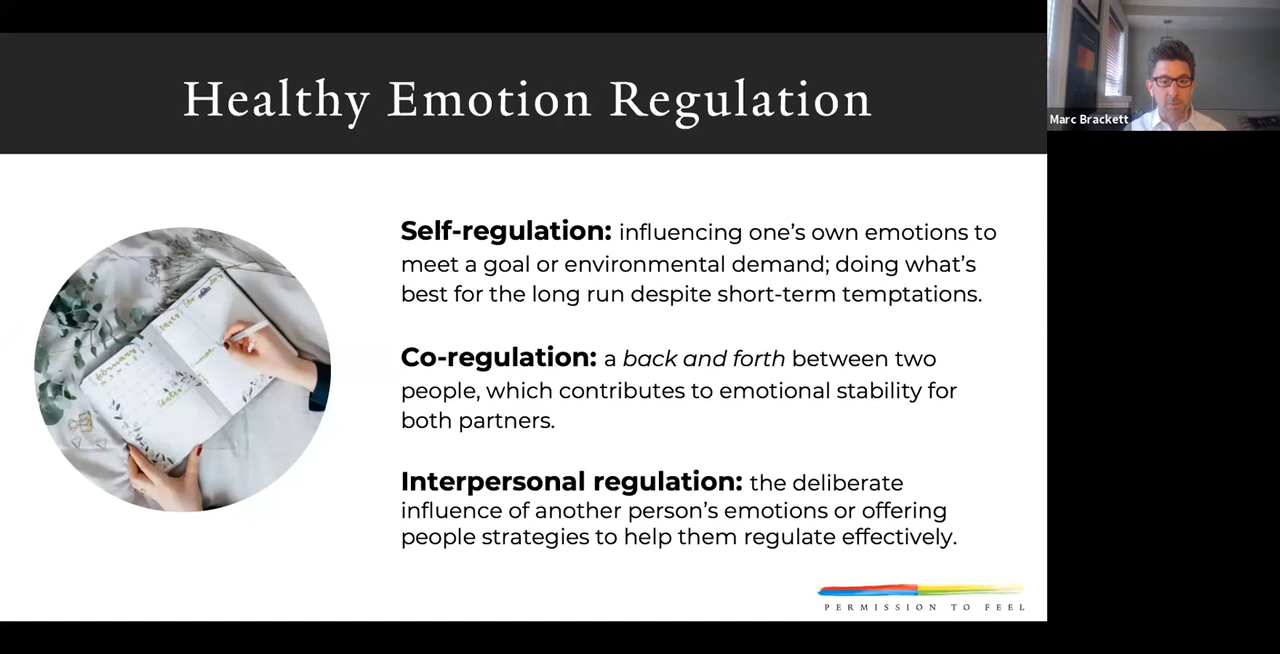 Healthy Emotion Regulation
Marc Brackett
Self-regulation: influencing one’s own emotions to
meet a goal or environmental demand; doing what’s
best for the long run despite short-term temptations.
Co-regulation: a back and forth between two
people, which contributes to emotional stability for
both partners.
Interpersonal regulation: the deliberate
influence of another person’s emotions or offering
people strategies to help them regulate effectively.
february
PERMISSION TO FEEL